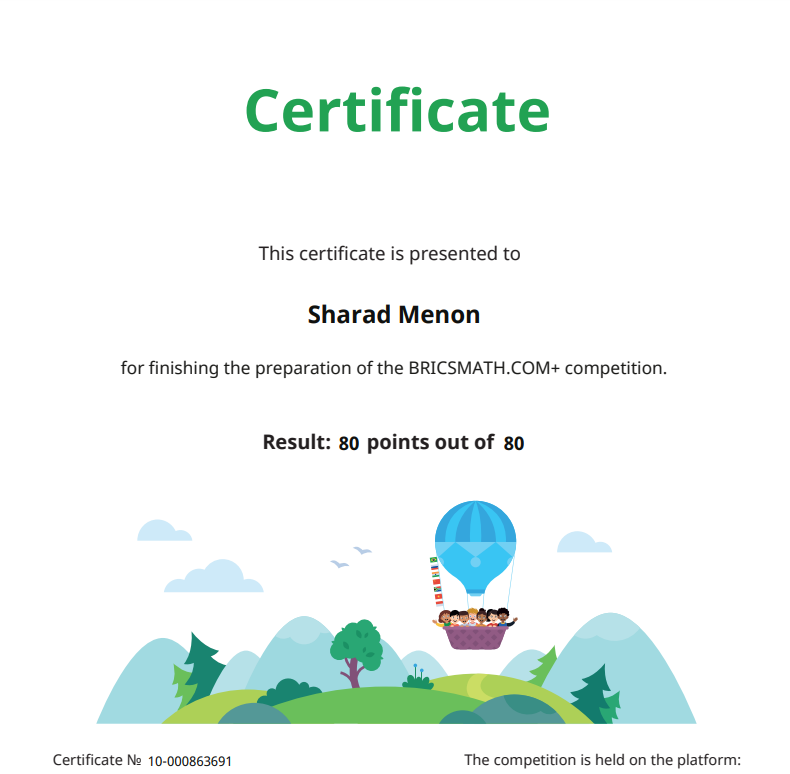 Certificate
This certificate is presented to
Sharad Menon
for finishing the preparation of the BRICSMATH.COM+ competition.
Result: 80 points out of 80
Certificate № 10-000863691
The competition is held on the platform: